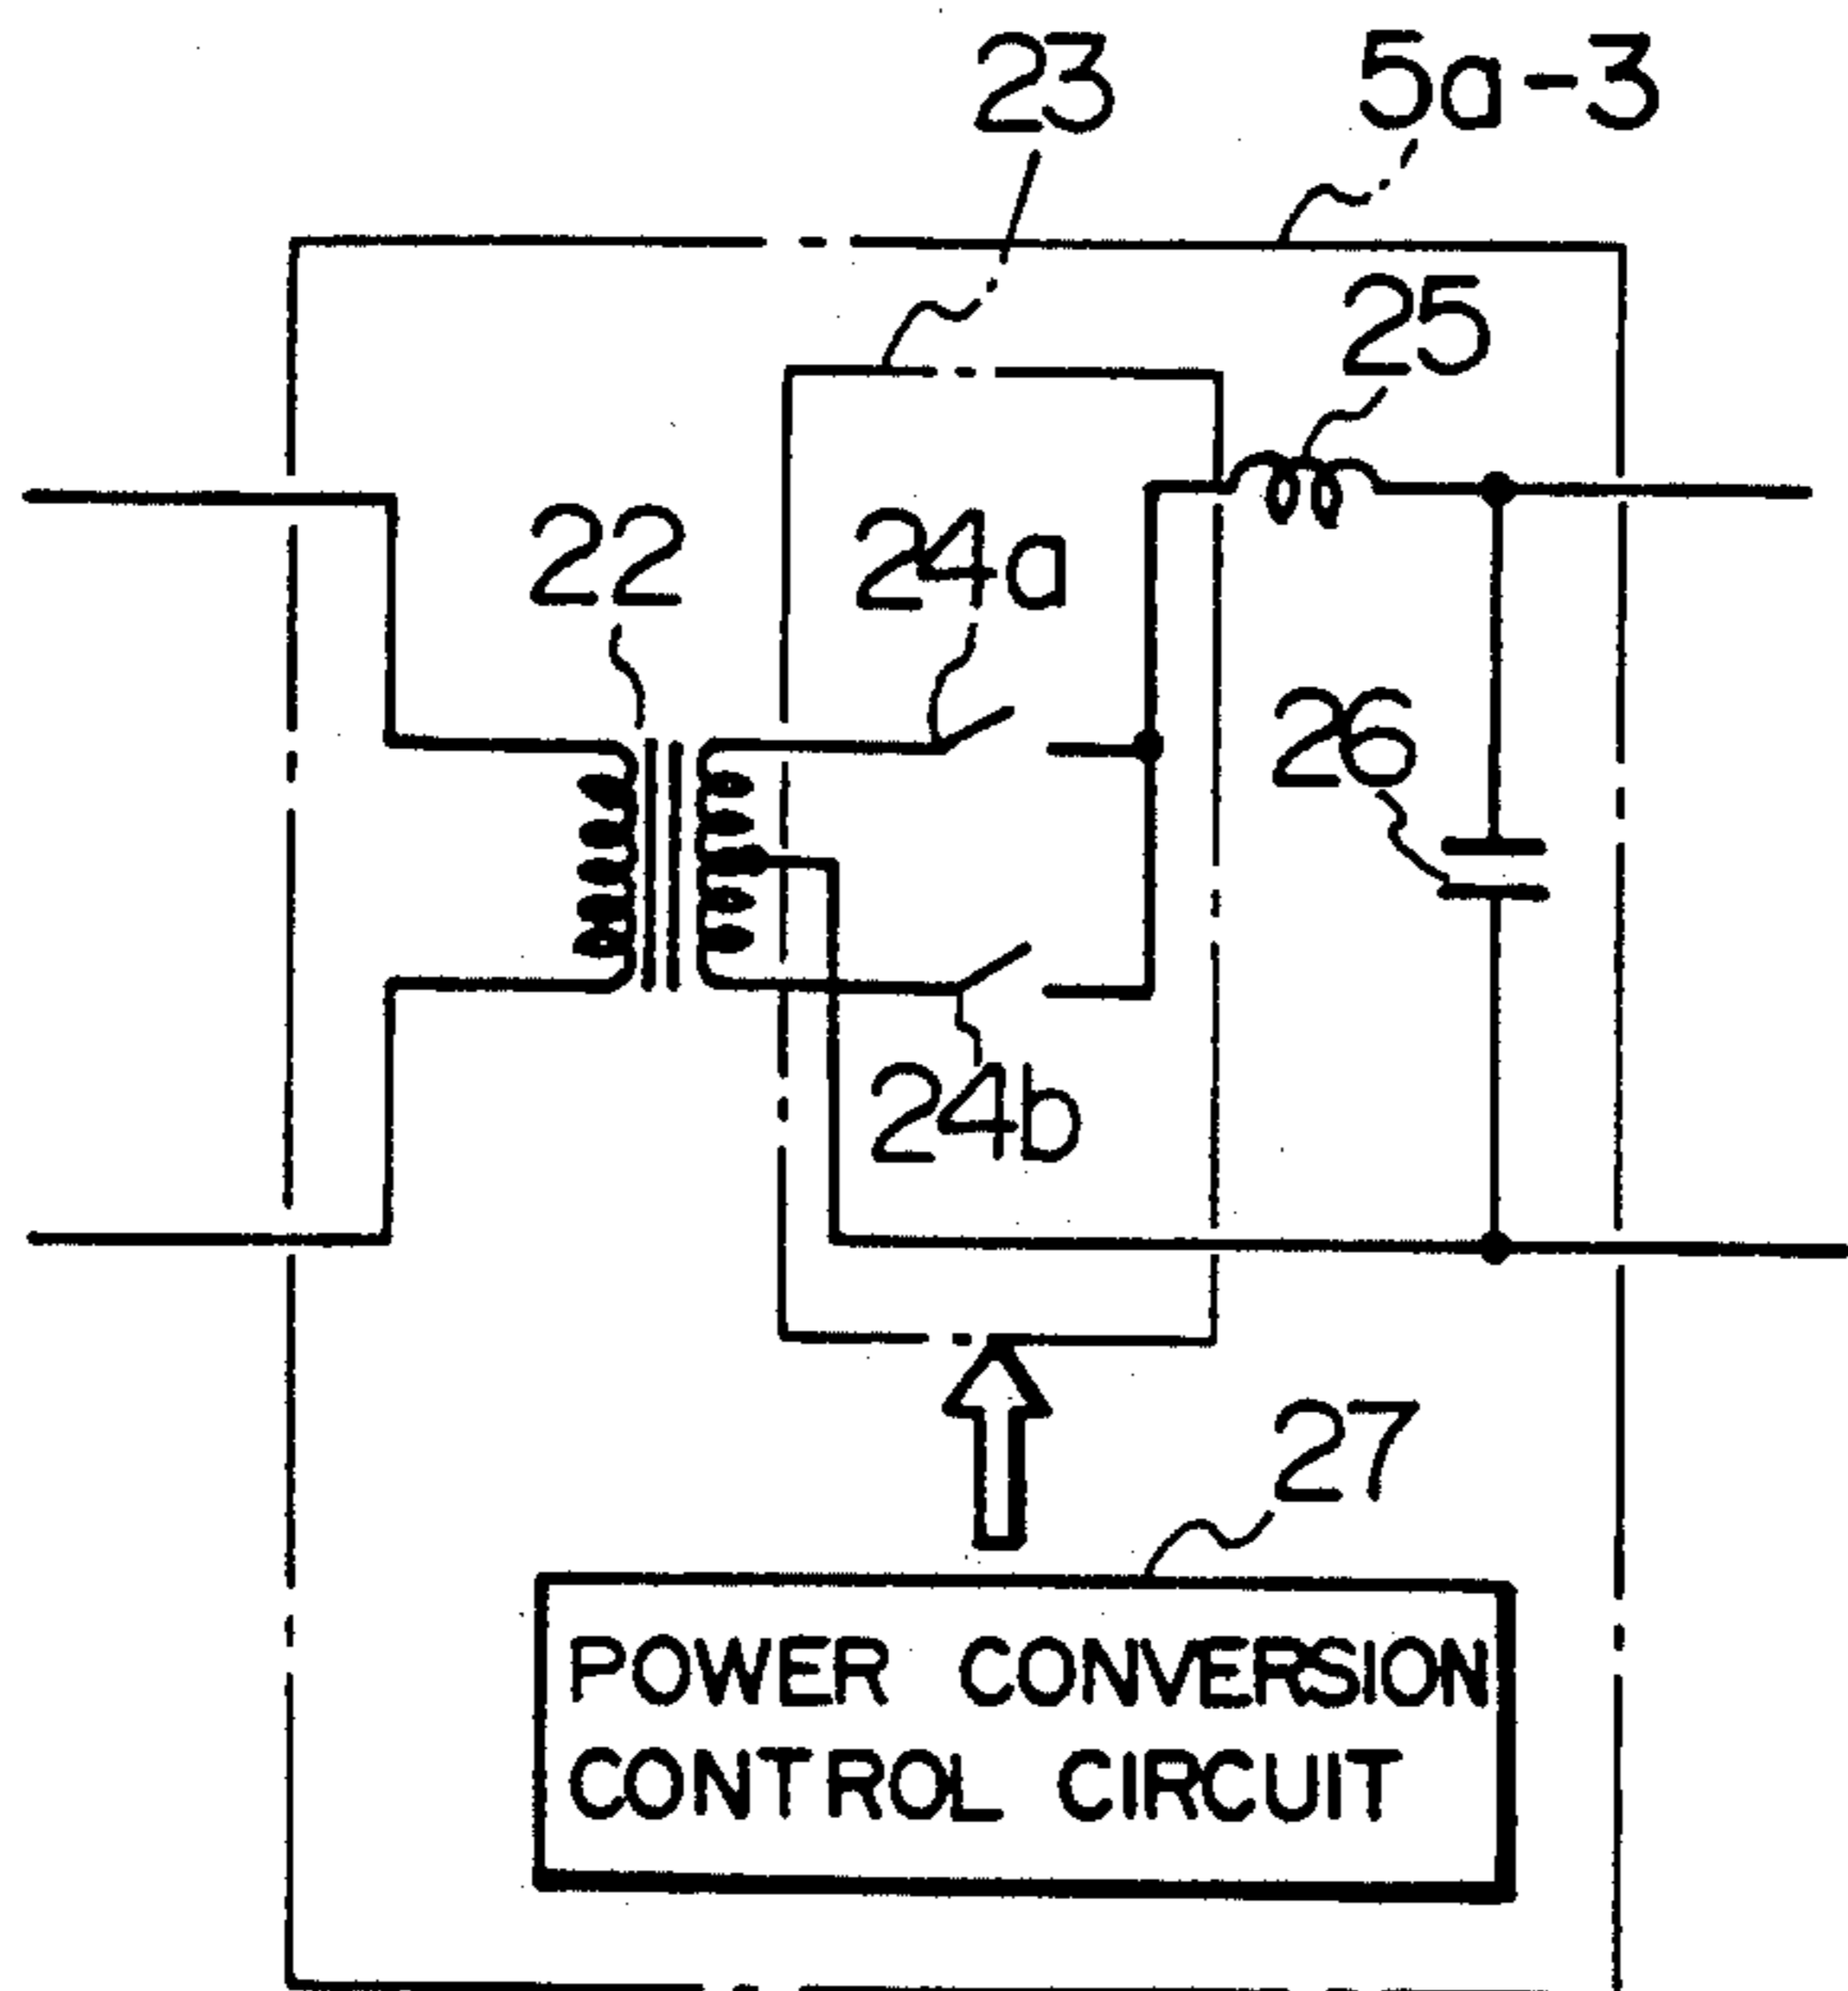 23
5a-3
25
22
24a
26
24b
27
POWER CONVERSION
CONTROL CIRCUIT